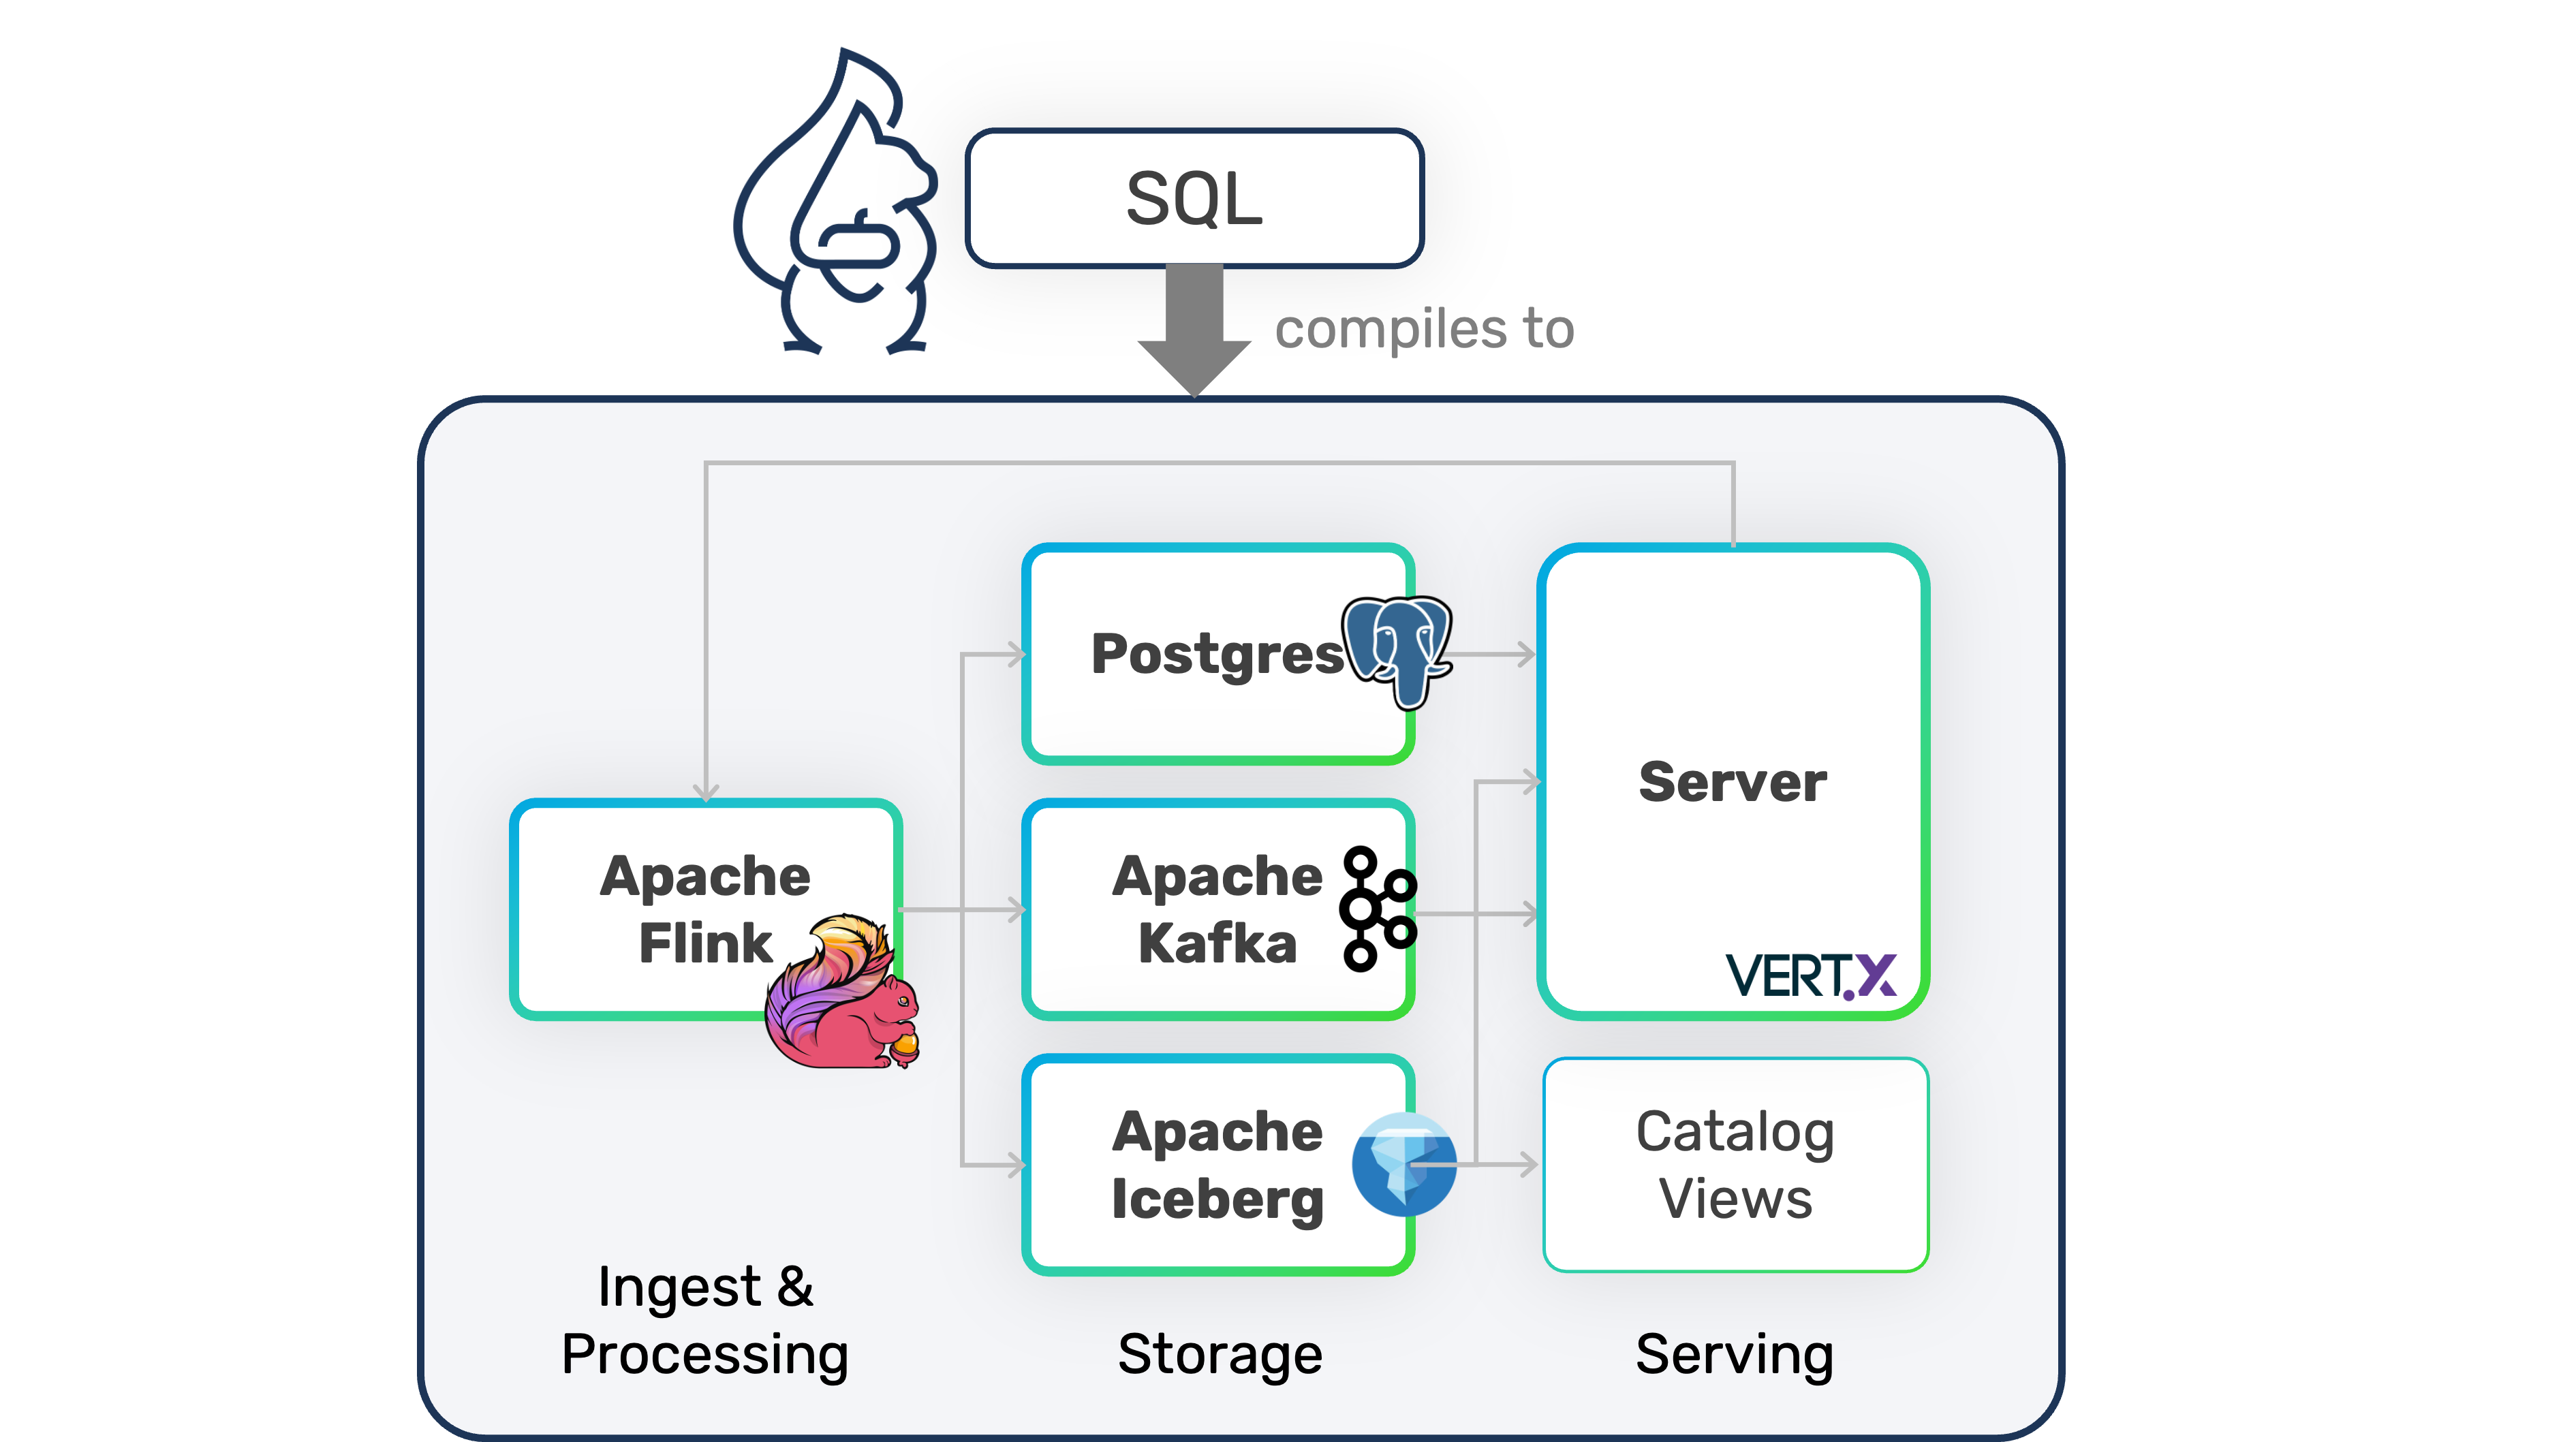 SQL
compiles to
Postgres
Server
Apache
Flink
Apache
Kafka
VERT.X
Apache
Iceberg
Catalog
Views
Ingest &
Processing
Storage
Serving